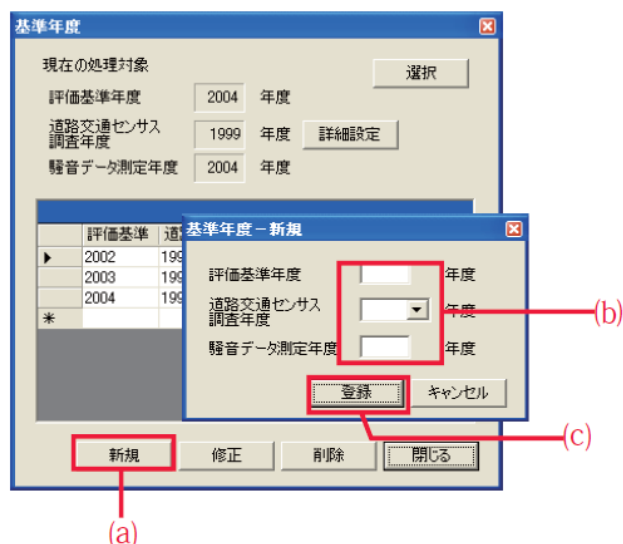 基準年度
現在の処理対象
選択
評価基準年度 2004 年度
道路交通センサス
調査年度 1999 年度 詳細設定
騒音データ測定年度 2004 年度
評価基準
2002 199
2003 199
2004 199
*
基準年度－新規
評価基準年度 年度
道路交通センサス
調査年度 年度
騒音データ測定年度 年度
登録 キャンセル
新規 修正 削除 閉じる
(a)
(b)
(c)